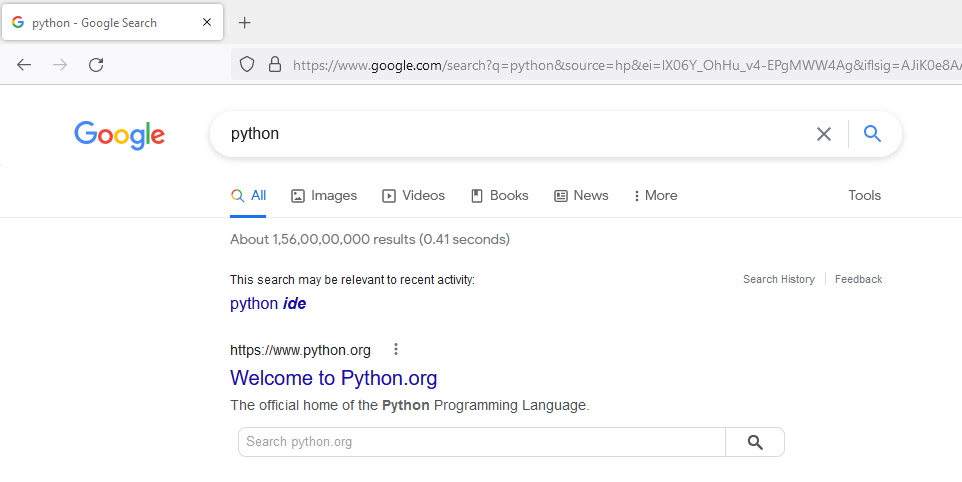 python - Google Search
https://www.google.com/search?q=python&source=hp&ei=IX06Y_OhHu_v4-EPgMWW4Ag&iflsig=AJiK0e8A
Google
python
All Images Videos Books News More Tools
About 1,56,00,00,000 results (0.41 seconds)
This search may be relevant to recent activity: Search History Feedback
python ide
https://www.python.org
Welcome to Python.org
The official home of the Python Programming Language.
Search python.org